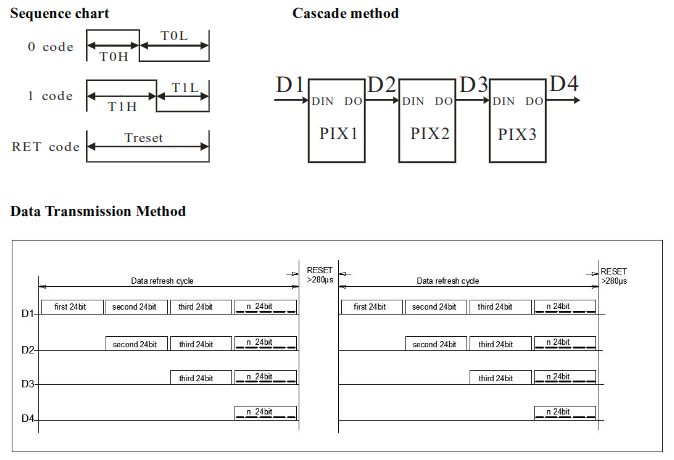 Sequence chart
Cascade method
0 code
T0H
T0L
1 code
T1H
T1L
RET code
Treset
D1 D2 D3 D4
DIN DO DIN DO DIN DO
PIX1 PIX2 PIX3
Data Transmission Method
RESET
>280μs
RESET
>280μs
Data refresh cycle
Data refresh cycle
D1 first 24bit second 24bit third 24bit n 24bit first 24bit second 24bit third 24bit n 24bit
D2 second 24bit third 24bit n 24bit second 24bit third 24bit n 24bit
D3 third 24bit n 24bit third 24bit n 24bit
D4 n 24bit n 24bit